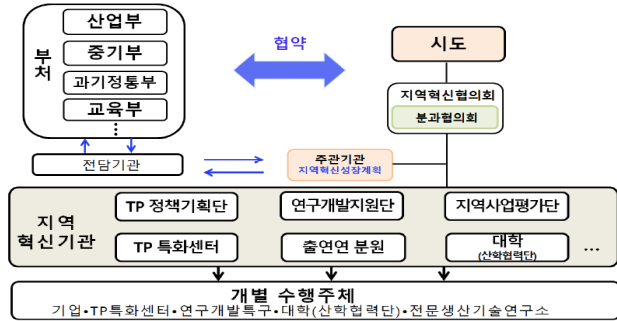 부처
산업부
중기부
과기정통부
교육부
⋮
전담기관
협약
시도
지역혁신협의회
분과협의회
주관기관
지역혁신성장계획
지역
혁신기관
TP 정책기획단
연구개발지원단
지역사업평가단
TP 특화센터
출연연 분원
대학
(산학협력단)
...
개별 수행주체
기업•TP특화센터•연구개발특구•대학(산학협력단)•전문생산기술연구소